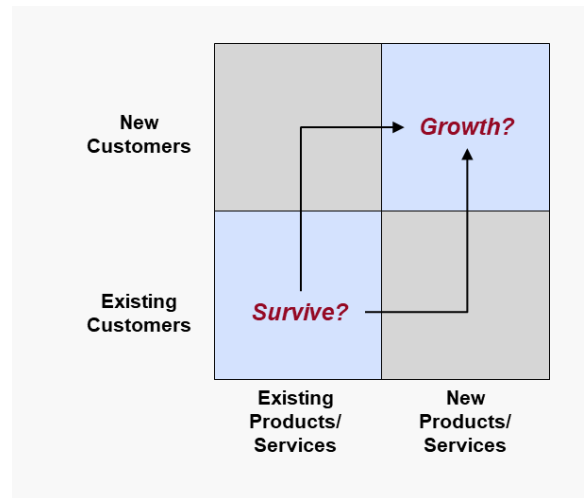 New
Customers
Growth?
Existing
Customers
Survive?
Existing
Products/
Services
New
Products/
Services